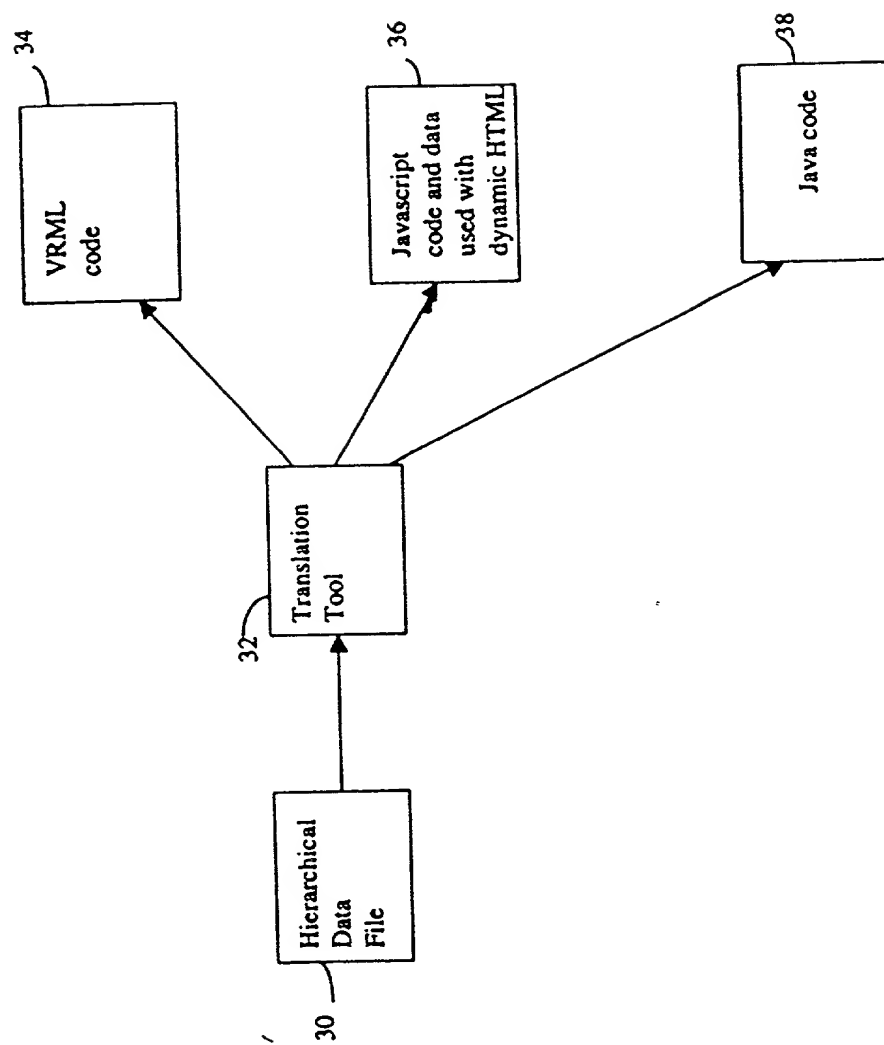 30
Hierarchical
Data
File
32
Translation
Tool
34
VRML
code
36
Javascript
code and data
used with
dynamic HTML
38
Java code